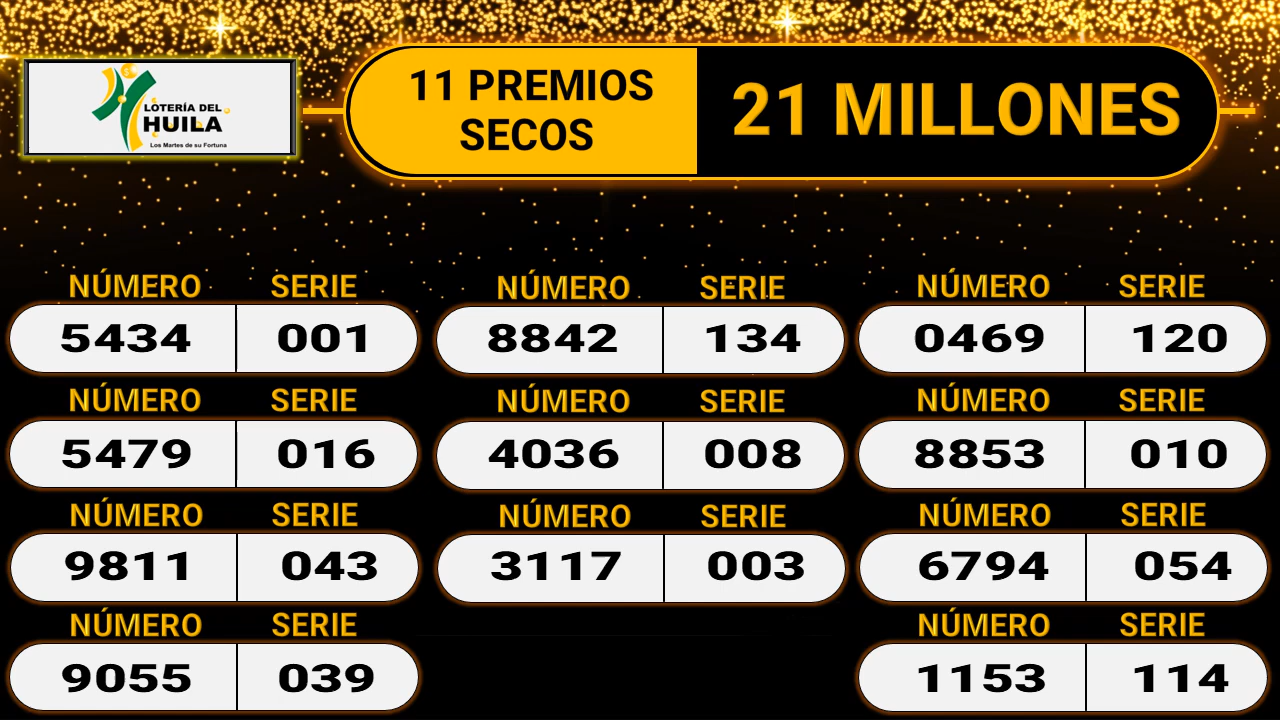 LOTERÍA DEL
HUILA
Los Martes de su Fortuna
11 PREMIOS
SECOS
21 MILLONES
NÚMERO SERIE NÚMERO SERIE NÚMERO SERIE
5434 001 8842 134 0469 120
NÚMERO SERIE NÚMERO SERIE NÚMERO SERIE
5479 016 4036 008 8853 010
NÚMERO SERIE NÚMERO SERIE NÚMERO SERIE
9811 043 3117 003 6794 054
NÚMERO SERIE NÚMERO SERIE
9055 039 1153 114